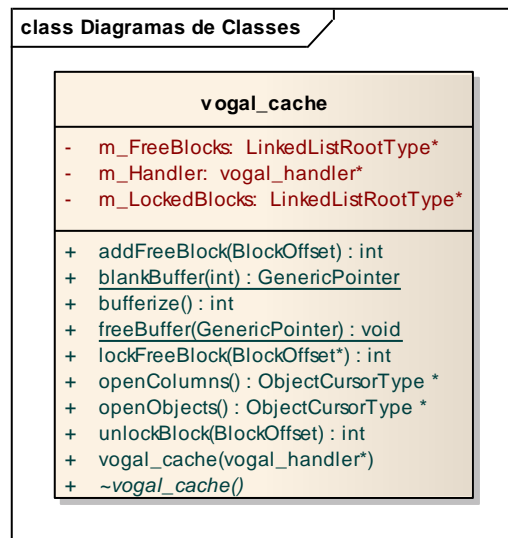 class Diagramas de Classes
vogal_cache
- m_FreeBlocks: LinkedListRootType*
- m_Handler: vogal_handler*
- m_LockedBlocks: LinkedListRootType*
+ addFreeBlock(BlockOffset) : int
+ blankBuffer(int) : GenericPointer
+ bufferize() : int
+ freeBuffer(GenericPointer) : void
+ lockFreeBlock(BlockOffset*) : int
+ openColumns() : ObjectCursorType *
+ openObjects() : ObjectCursorType *
+ unlockBlock(BlockOffset) : int
+ vogal_cache(vogal_handler*)
+ ~vogal_cache()